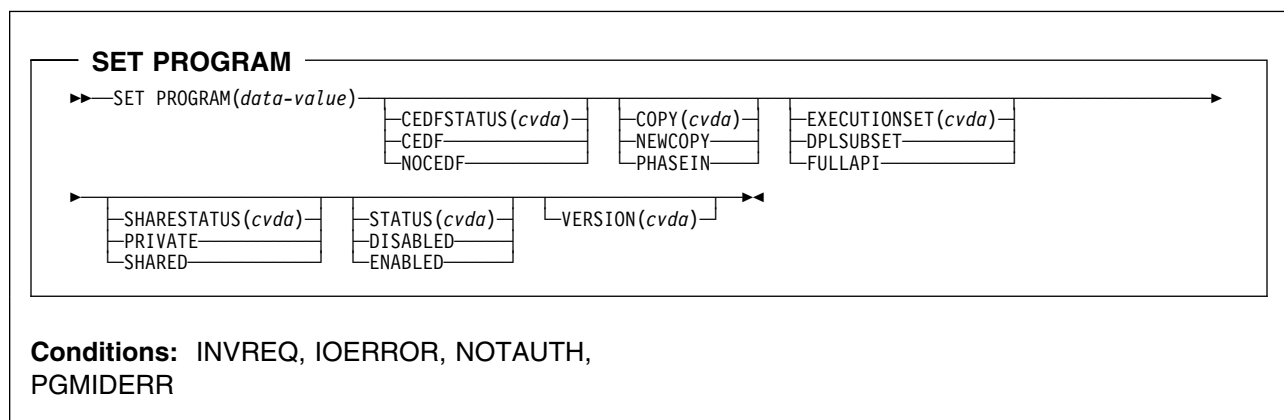 SET PROGRAM
SET PROGRAM(data-value)
CEDFSTATUS(cvda) COPY(cvda) EXECUTIONSET(cvda)
CEDF NEWCOPY DPLSUBSET
NOCEDF PHASEIN FULLAPI
SHARESTATUS(cvda) STATUS(cvda) VERSION(cvda)
PRIVATE DISABLED
SHARED ENABLED
Conditions: INVREQ, IOERROR, NOTAUTH,
PGMIDERR